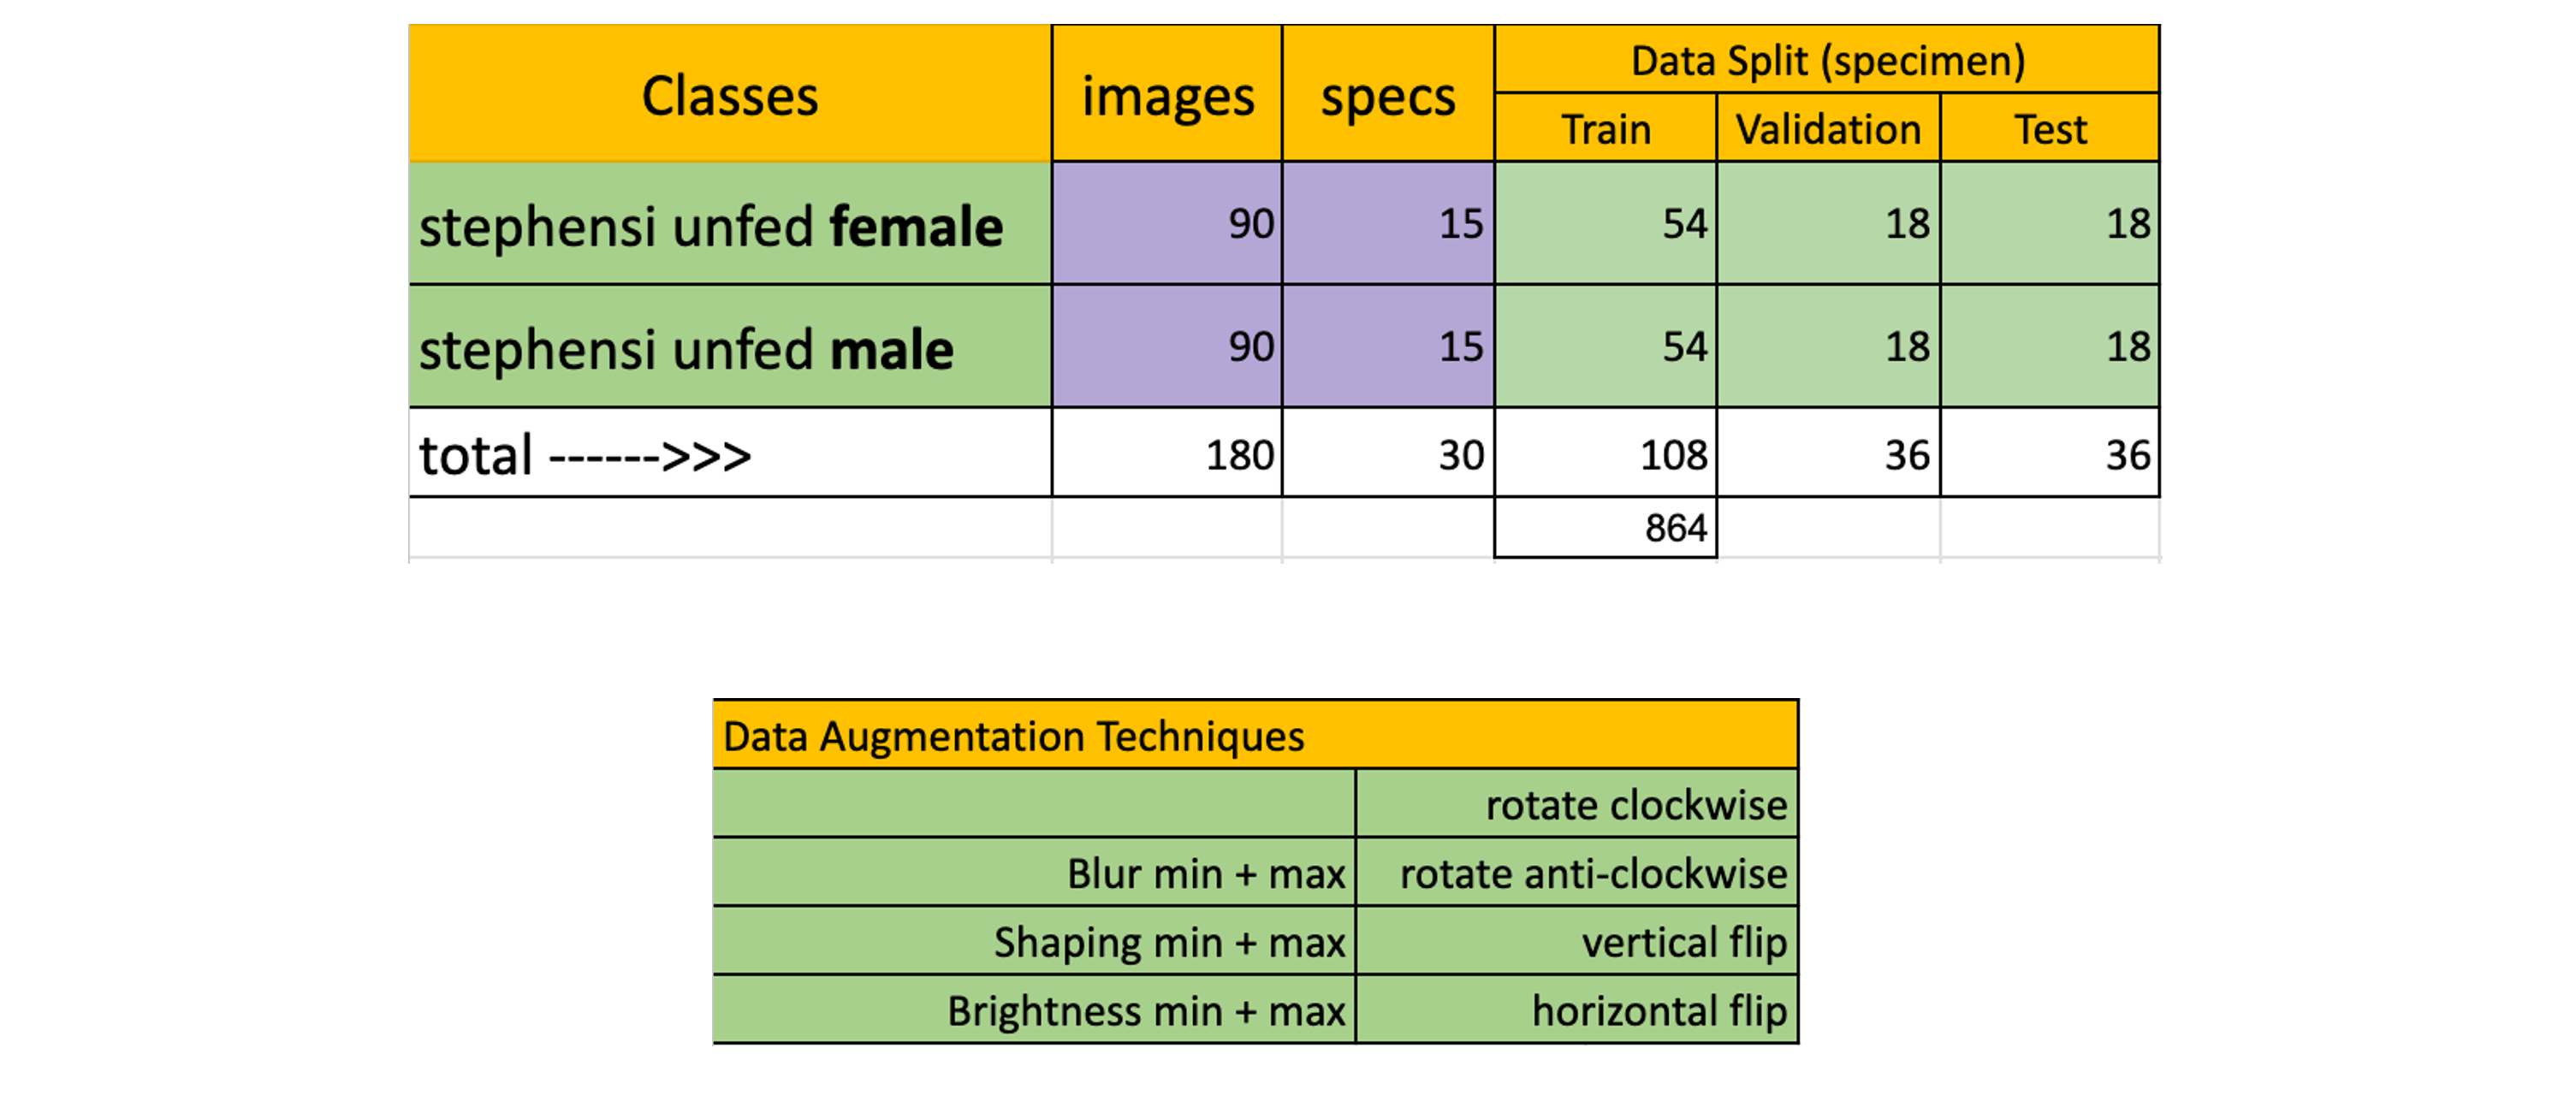 Classes images specs Data Split (specimen)
Train Validation Test
stephensi unfed female 90 15 54 18 18
stephensi unfed male 90 15 54 18 18
total ------>>> 180 30 108 36 36
864
Data Augmentation Techniques
rotate clockwise
Blur min + max rotate anti-clockwise
Shaping min + max vertical flip
Brightness min + max horizontal flip